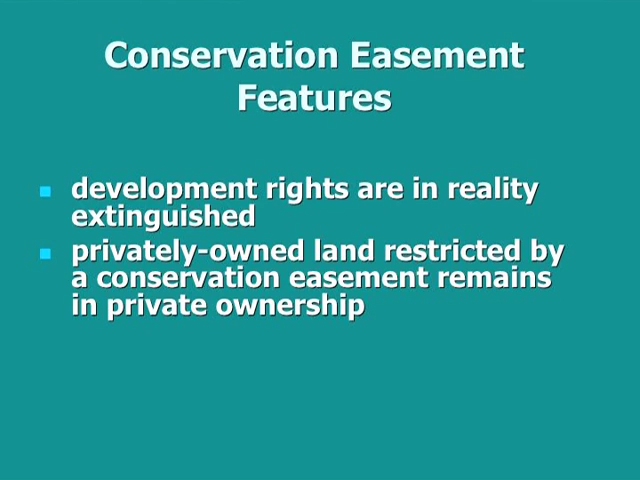 Conservation Easement
Features
development rights are in reality
extinguished
privately-owned land restricted by
a conservation easement remains
in private ownership